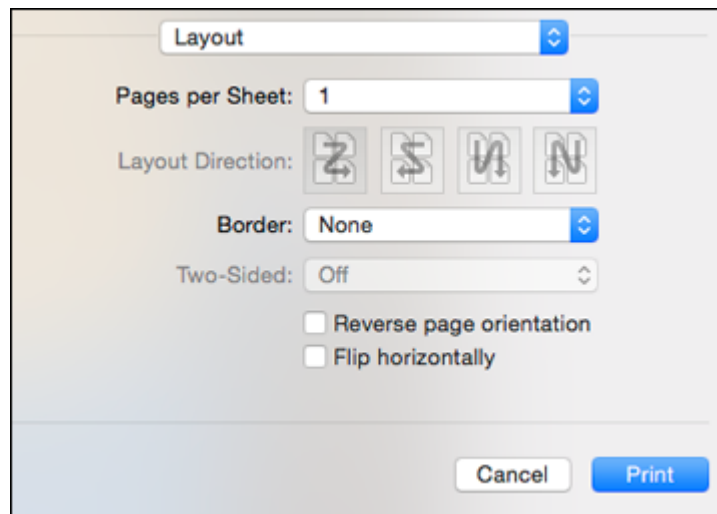 Layout
Pages per Sheet: 1
Layout Direction:
Border: None
Two-Sided: Off
Reverse page orientation
Flip horizontally
Cancel Print